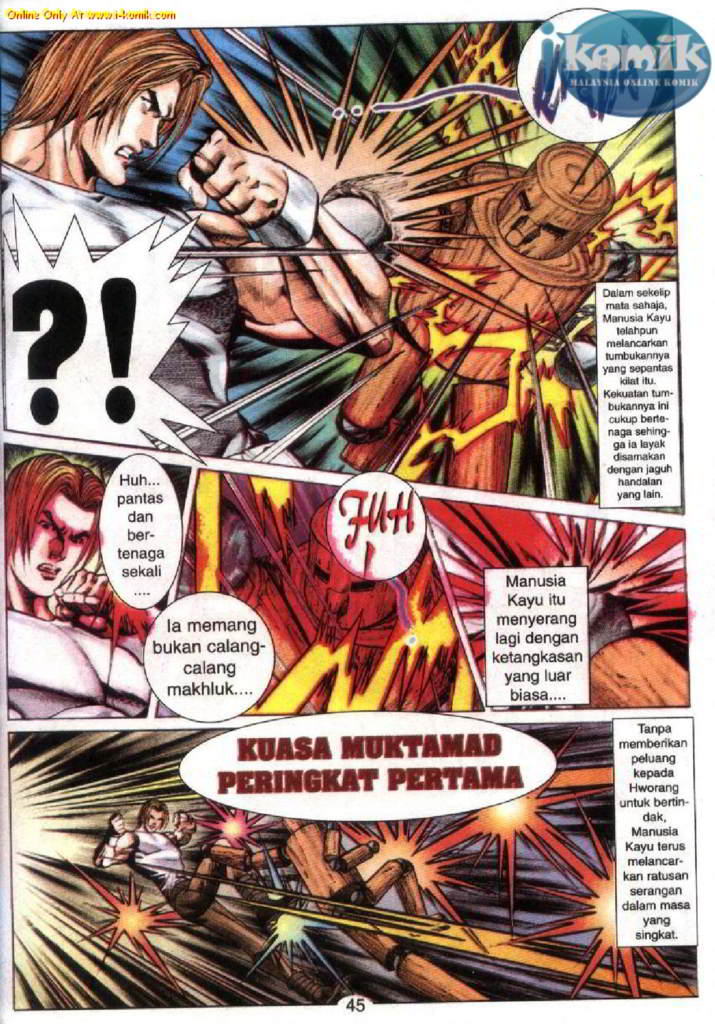 Online Only At www.i-komik.com
ikomik
MALAYSIA ONLINE KOMIK
?!
Dalam sekelip
mata sahaja,
Manusia Kayu
telahpun
melancarkan
tumbukannya
yang sepantas
kilat itu.
Kekuatan tum-
bukannya ini
cukup berte-
naga sehing-
ga ia layak
disamakan
dengan jaguh
handalan
yang lain.
Huh...
pantas
dan
ber-
tenaga
sekali
....
Ia memang
bukan calang-
calang
makhluk....
Manusia
Kayu itu
menyerang
lagi dengan
ketangkasan
yang luar
biasa....
KUASA MUKTAMAD
PERINGKAT PERTAMA
Tanpa
memberikan
peluang
kepada
Hworang
untuk bertin-
dak,
Manusia
Kayu terus
melancar-
kan ratusan
serangan
dalam masa
yang
singkat.
45